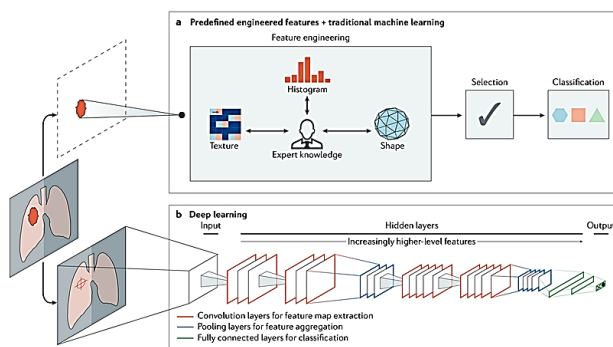 a Predefined engineered features + traditional machine learning
Feature engineering
Histogram
Selection
Classification
Texture
Expert knowledge
Shape
b Deep learning
Input
Hidden layers
Output
Increasingly higher-level features
Convolution layers for feature map extraction
Pooling layers for feature aggregation
Fully connected layers for classification